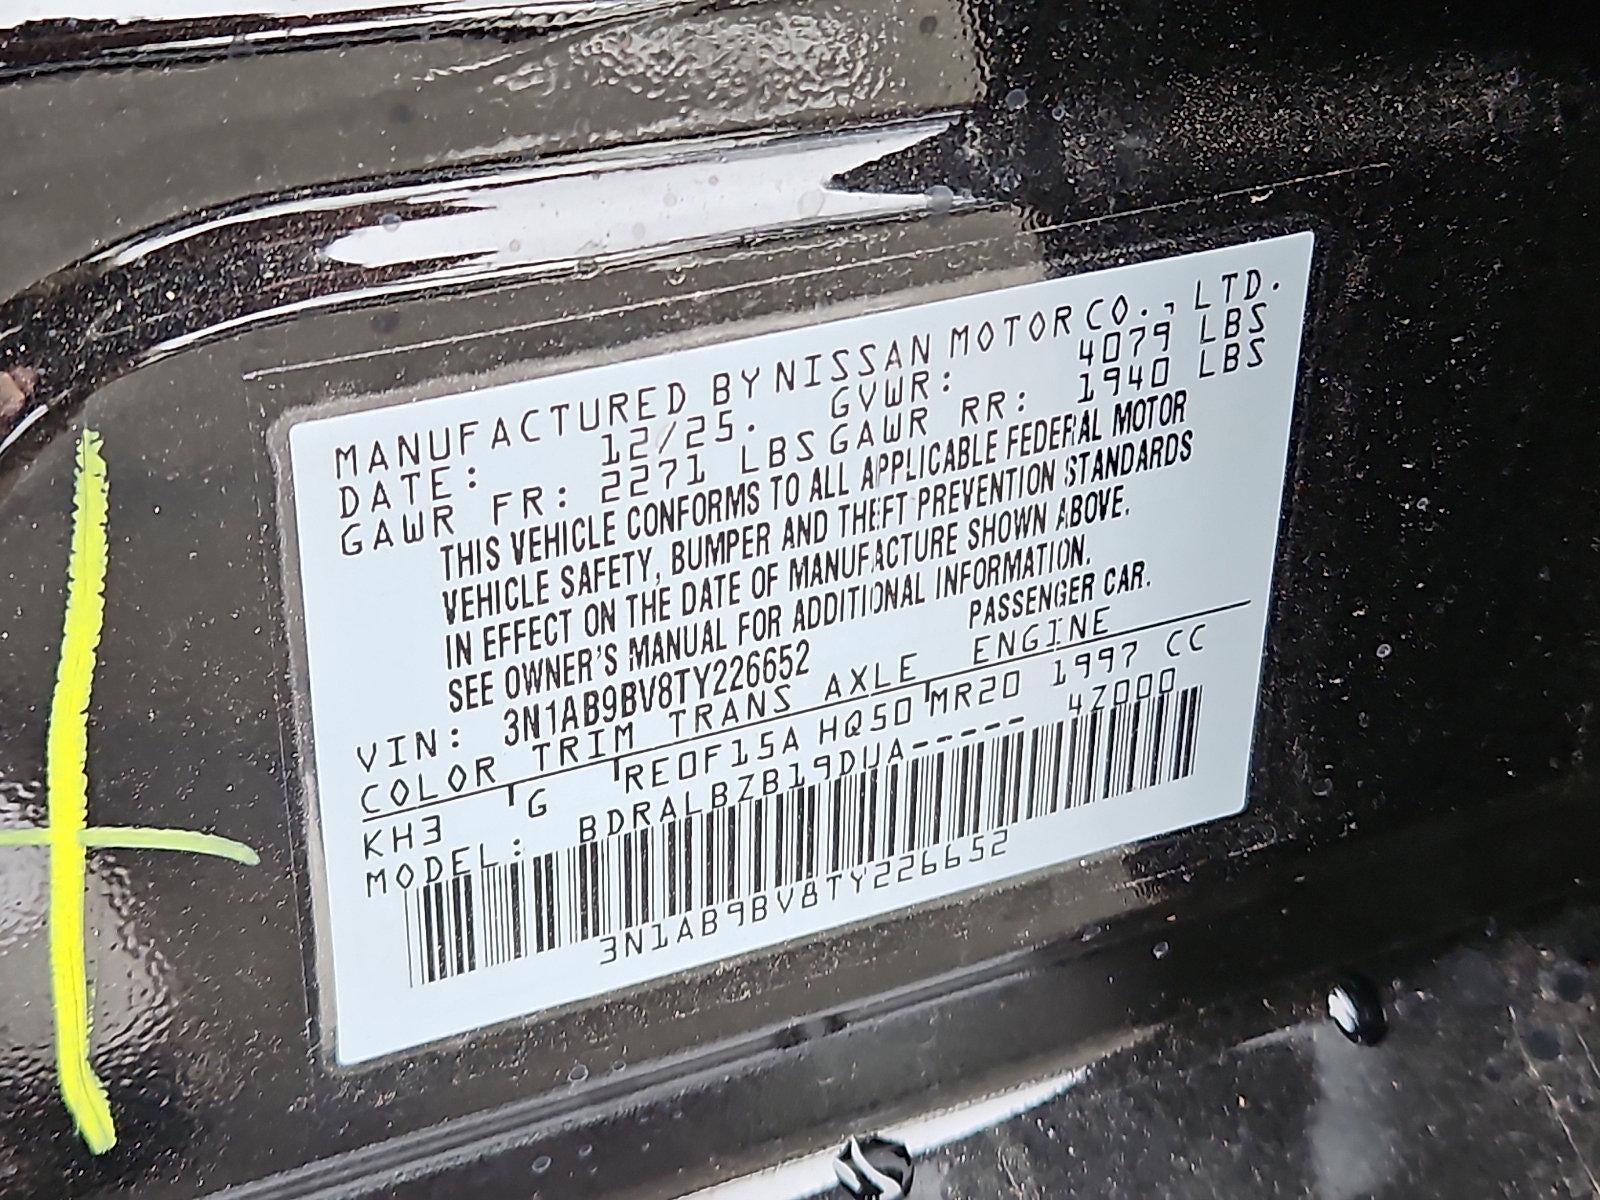 MANUFACTURED BY NISSAN MOTOR CO., LTD.
DATE: 12/25. GVWR: 4079 LBS
GAWR FR: 2271 LBS GAWR RR: 1940 LBS
THIS VEHICLE CONFORMS TO ALL APPLICABLE FEDERAL MOTOR
VEHICLE SAFETY, BUMPER AND THEFT PREVENTION STANDARDS
IN EFFECT ON THE DATE OF MANUFACTURE SHOWN ABOVE.
SEE OWNER'S MANUAL FOR ADDITIONAL INFORMATION.
VIN: 3N1AB9BV8TY226652 PASSENGER CAR.
COLOR TRIM TRANS AXLE ENGINE
KH3 G RE0F15A HQ50 MR20 1997 CC
MODEL: BDRALBZB19DUA----- 4Z000
3N1AB9BV8TY226652